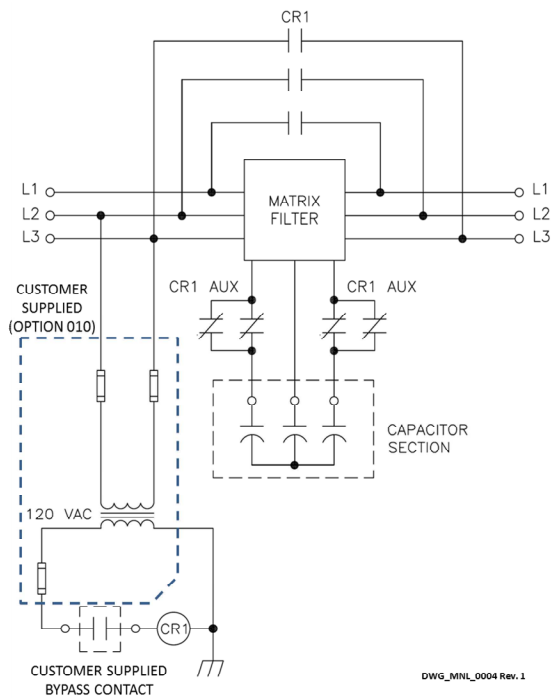 CR1
L1
L2
L3
MATRIX
FILTER
L1
L2
L3
CUSTOMER
SUPPLIED
(OPTION 010)
CR1 AUX
CR1 AUX
CAPACITOR
SECTION
120 VAC
CR1
CUSTOMER SUPPLIED
BYPASS CONTACT
DWG_MNL_0004 Rev. 1